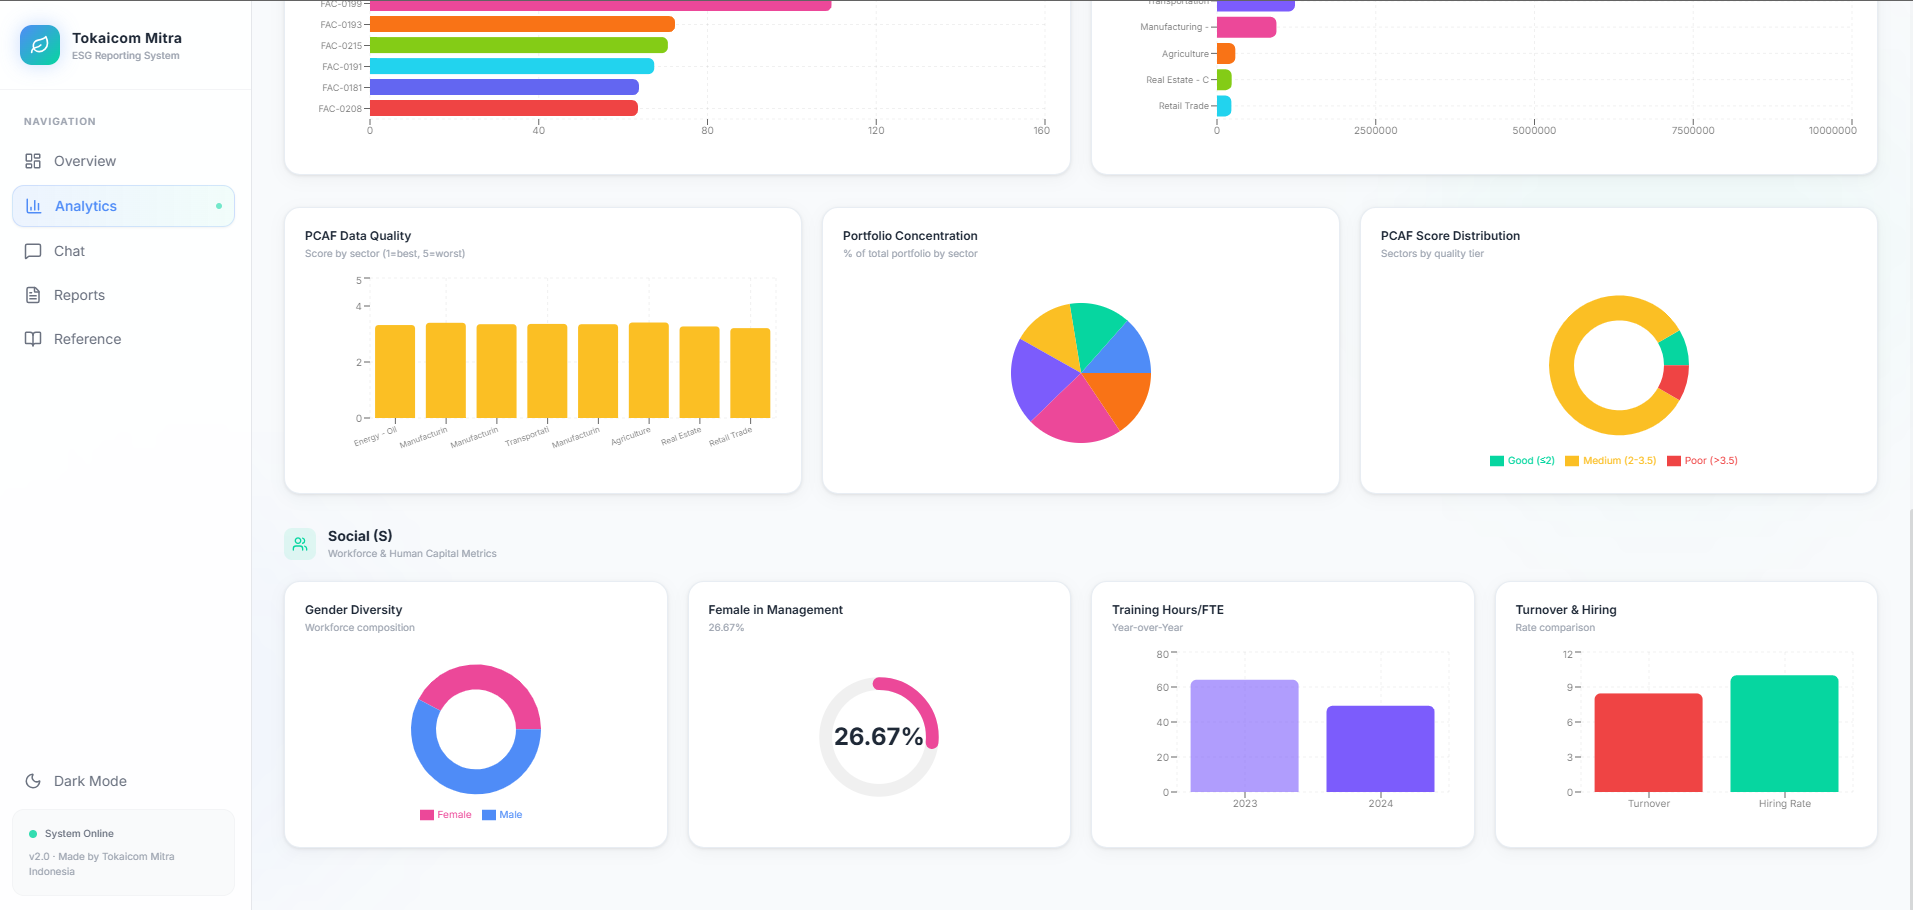 Tokaicom Mitra
ESG Reporting System
NAVIGATION
Overview
Analytics
Chat
Reports
Reference
Dark Mode
System Online
v2.0 · Made by Tokaicom Mitra
Indonesia
FAC-0199
FAC-0193
FAC-0215
FAC-0191
FAC-0181
FAC-0208
0 40 80 120 160
Transportation
Manufacturing -
Agriculture
Real Estate - C
Retail Trade
0 2500000 5000000 7500000 10000000
PCAF Data Quality
Score by sector (1=best, 5=worst)
5
4
2
0
Energy - Oil Manufacturin Manufacturin Transportati Manufacturin Agriculture Real Estate Retail Trade
Portfolio Concentration
% of total portfolio by sector
PCAF Score Distribution
Sectors by quality tier
Good (≤2) Medium (2-3.5) Poor (>3.5)
Social (S)
Workforce & Human Capital Metrics
Gender Diversity
Workforce composition
Female Male
Female in Management
26.67%
26.67%
Training Hours/FTE
Year-over-Year
80
60
40
20
0
2023 2024
Turnover & Hiring
Rate comparison
12
9
6
3
0
Turnover Hiring Rate